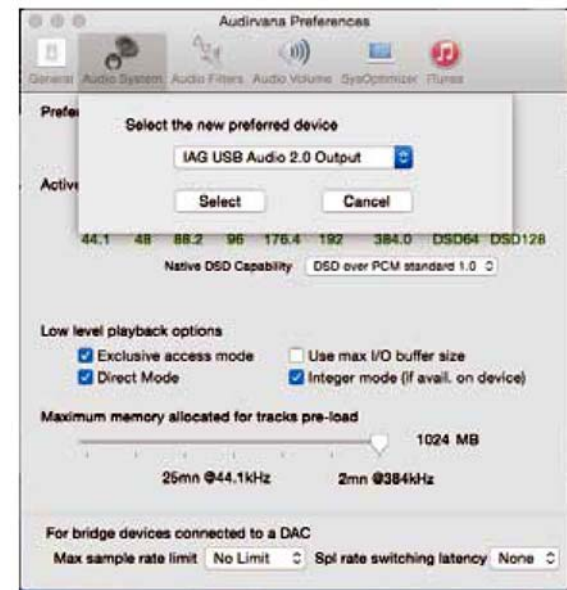 Audirvana Preferences
General Audio System Audio Filters Audio Volume SysOptimizer iTunes
Prefe
Select the new preferred device
IAG USB Audio 2.0 Output
Active
Select Cancel
44.1 48 88.2 96 176.4 192 384.0 DSD64 DSD128
Native DSD Capability DSD over PCM standard 1.0
Low level playback options
Exclusive access mode Use max I/O buffer size
Direct Mode Integer mode (if avail. on device)
Maximum memory allocated for tracks pre-load
1024 MB
25mn @44.1kHz 2mn @384kHz
For bridge devices connected to a DAC
Max sample rate limit No Limit Spl rate switching latency None